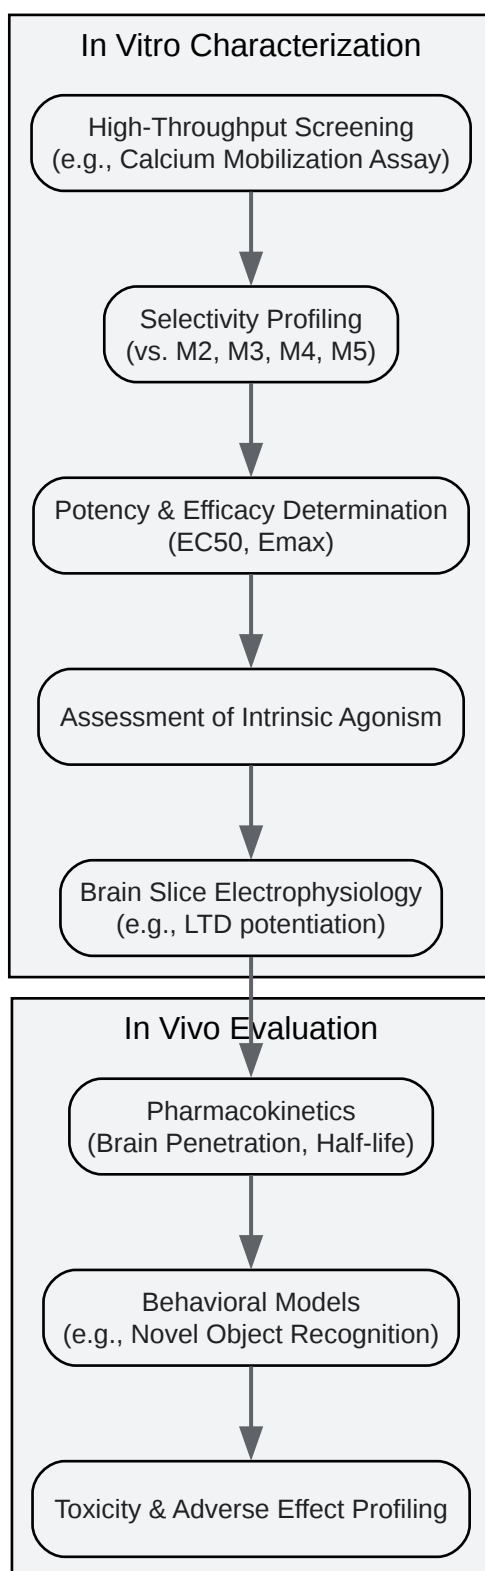 In Vitro Characterization
High-Throughput Screening
(e.g., Calcium Mobilization Assay)
Selectivity Profiling
(vs. M2, M3, M4, M5)
Potency & Efficacy Determination
(EC50, Emax)
Assessment of Intrinsic Agonism
Brain Slice Electrophysiology
(e.g., LTD potentiation)
In Vivo Evaluation
Pharmacokinetics
(Brain Penetration, Half-life)
Behavioral Models
(e.g., Novel Object Recognition)
Toxicity & Adverse Effect Profiling